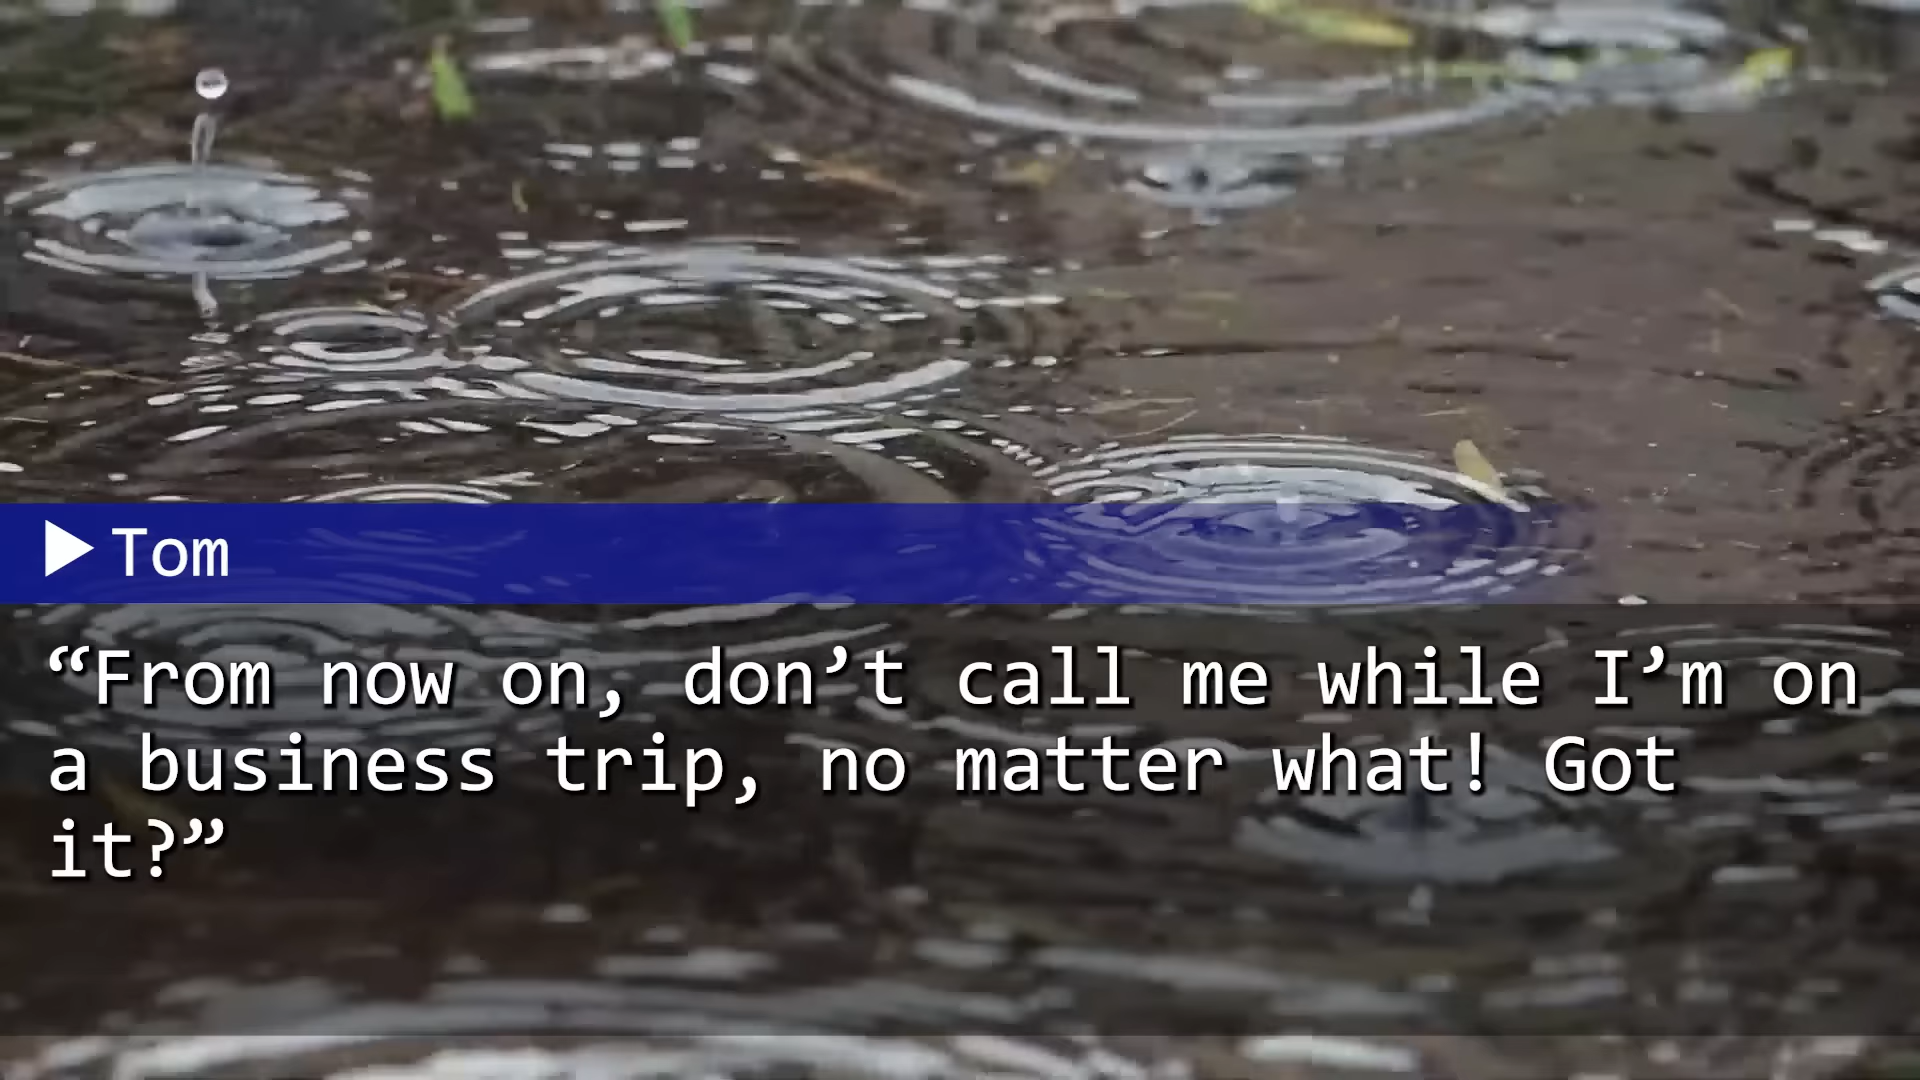 ▶Tom
“From now on, don’t call me while I’m on
a business trip, no matter what! Got
it?”